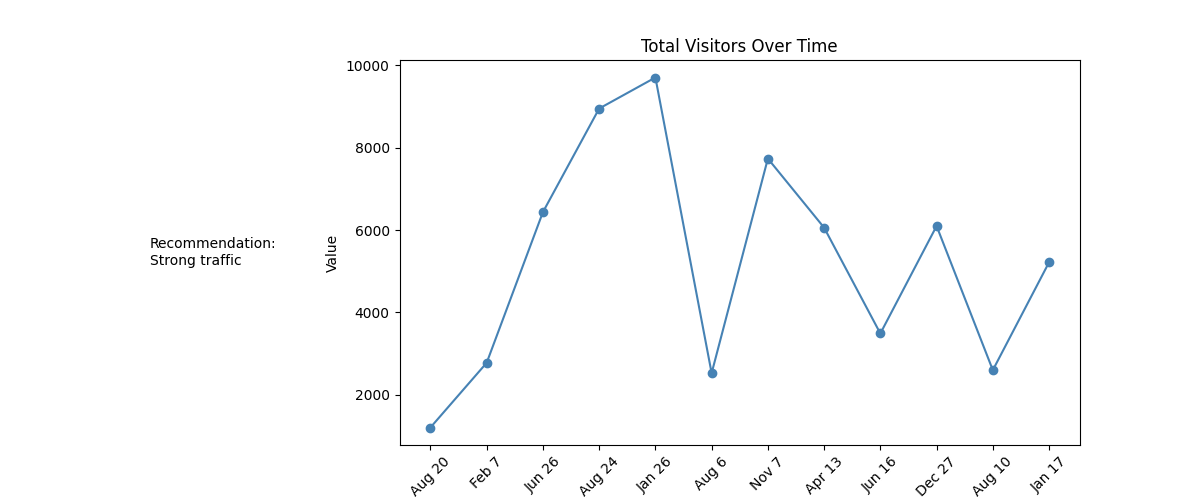 Total Visitors Over Time
Recommendation:
Strong traffic
Value
10000
8000
6000
4000
2000
Aug 20
Feb 7
Jun 26
Aug 24
Jan 26
Aug 6
Nov 7
Apr 13
Jun 16
Dec 27
Aug 10
Jan 17